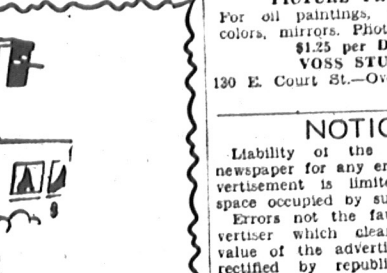 For oil paintings,
colors, mirrors. Phot
$1.25 per D
VOSS STU
130 E. Court St.—Ov
NOTIC
Liability of the
newspaper for any er
vertisement is limite
space occupied by su
Errors not the fau
vertiser which clea
value of the adverti
rectified by republi